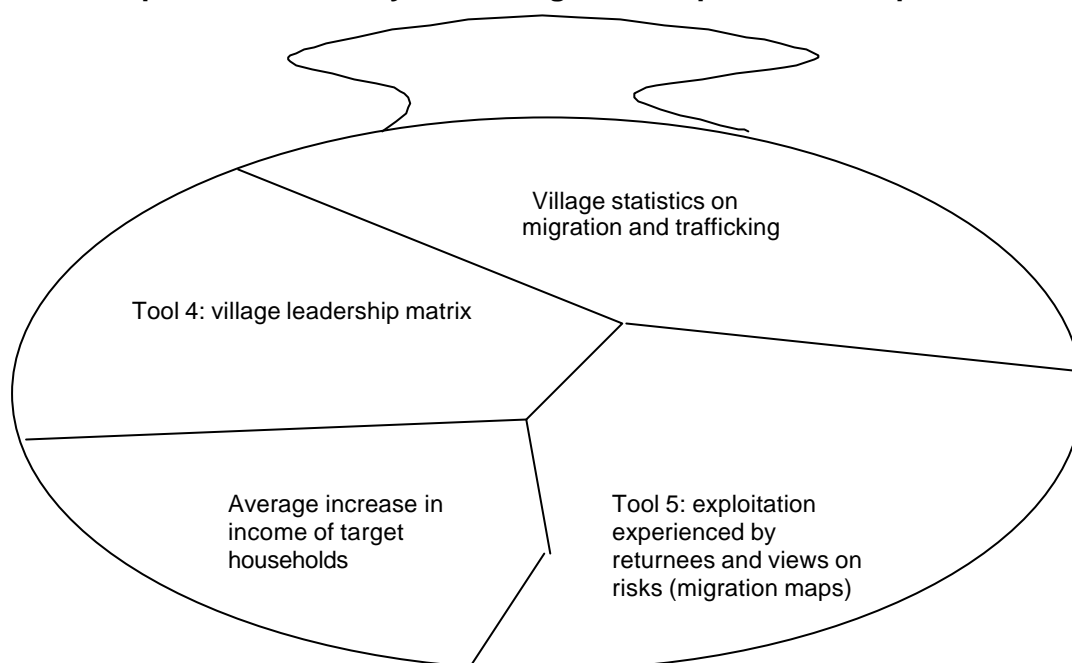 Village statistics on
migration and trafficking
Tool 4: village leadership matrix
Average increase in
income of target
households
Tool 5: exploitation
experienced by
returnees and views on
risks (migration maps)